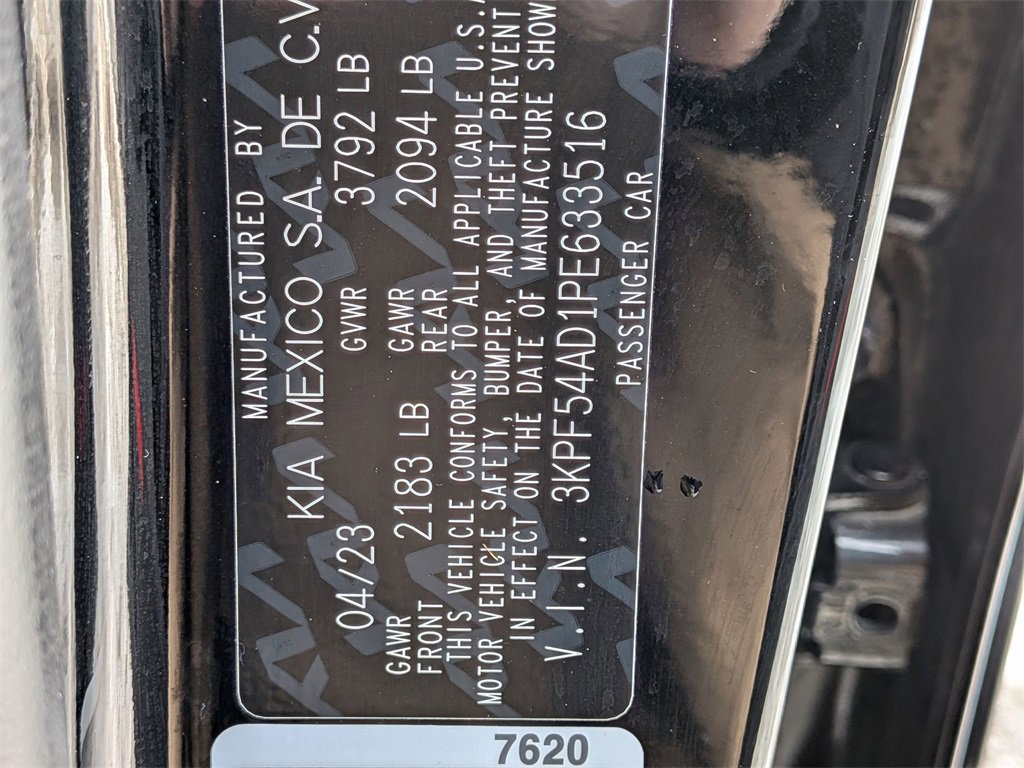 MANUFACTURED BY
KIA MEXICO S.A. DE C.V
04/23 GVWR 3792 LB
GAWR FRONT 2183 LB GAWR REAR 2094 LB
THIS VEHICLE CONFORMS TO ALL APPLICABLE U.S.
MOTOR VEHICLE SAFETY, BUMPER, AND THEFT PREVENT
IN EFFECT ON THE DATE OF MANUFACTURE SHOW
V.I.N. 3KPF54AD1PE633516
PASSENGER CAR
7620